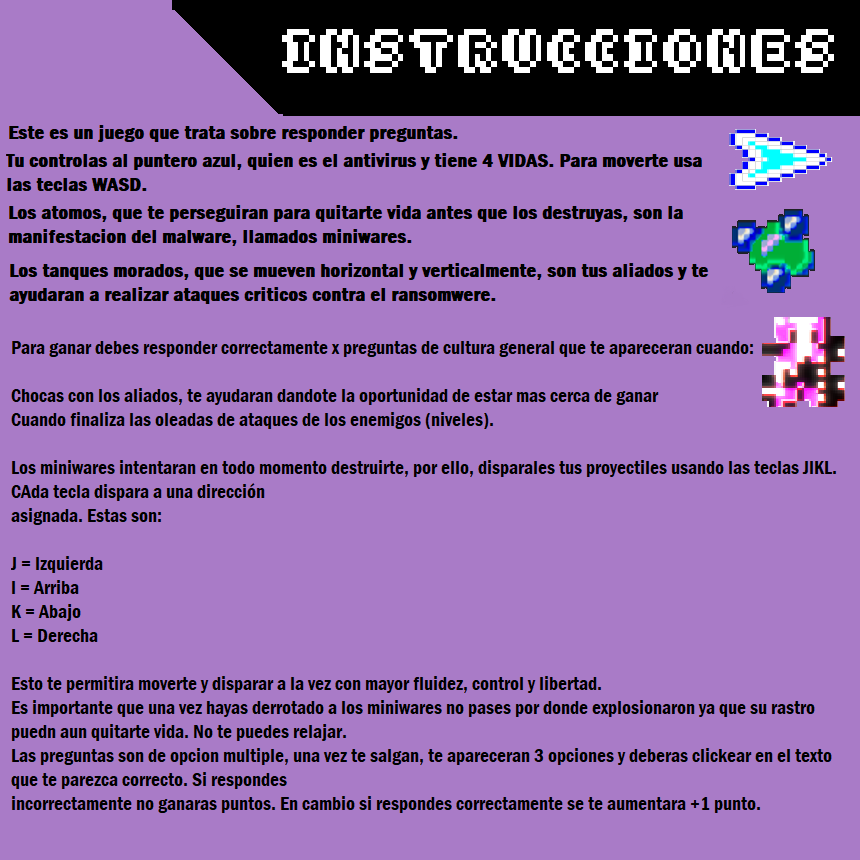 INSTRUCCIONES
Este es un juego que trata sobre responder preguntas.
Tu controlas al puntero azul, quien es el antivirus y tiene 4 VIDAS. Para moverte usa
las teclas WASD.
Los atomos, que te perseguiran para quitarte vida antes que los destruyas, son la
manifestacion del malware, llamados miniwares.
Los tanques morados, que se mueven horizontal y verticalmente, son tus aliados y te
ayudaran a realizar ataques criticos contra el ransomwere.
Para ganar debes responder correctamente x preguntas de cultura general que te apareceran cuando:
Chocas con los aliados, te ayudaran dandote la oportunidad de estar mas cerca de ganar
Cuando finaliza las oleadas de ataques de los enemigos (niveles).
Los miniwares intentaran en todo momento destruirte, por ello, disparales tus proyectiles usando las teclas JIKL.
CAda tecla dispara a una dirección
asignada. Estas son:
J = Izquierda
I = Arriba
K = Abajo
L = Derecha
Esto te permitira moverte y disparar a la vez con mayor fluidez, control y libertad.
Es importante que una vez hayas derrotado a los miniwares no pases por donde explosionaron ya que su rastro
puedn aun quitarte vida. No te puedes relajar.
Las preguntas son de opcion multiple, una vez te salgan, te apareceran 3 opciones y deberas clickear en el texto
que te parezca correcto. Si respondes
incorrectamente no ganaras puntos. En cambio si respondes correctamente se te aumentara +1 punto.